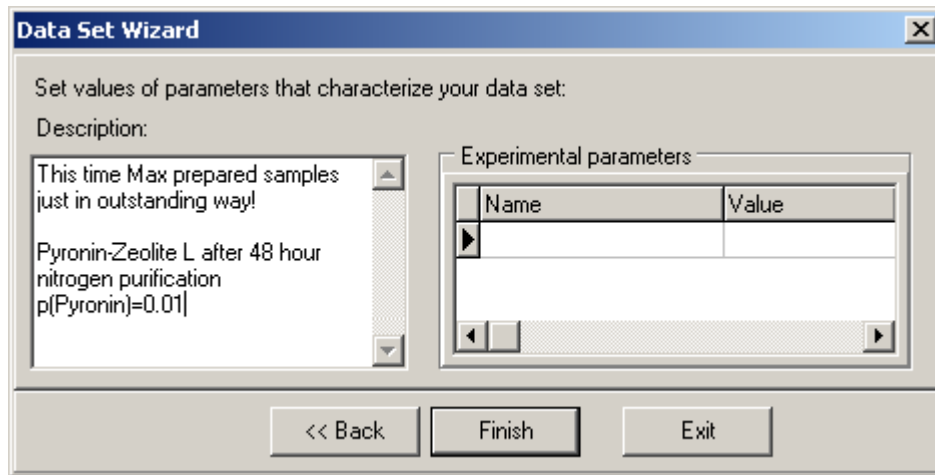 Data Set Wizard
Set values of parameters that characterize your data set:
Description:
This time Max prepared samples
just in outstanding way!
Pyronin-Zeolite L after 48 hour
nitrogen purification
p(Pyronin)=0.01
Experimental parameters
Name Value
<< Back Finish Exit